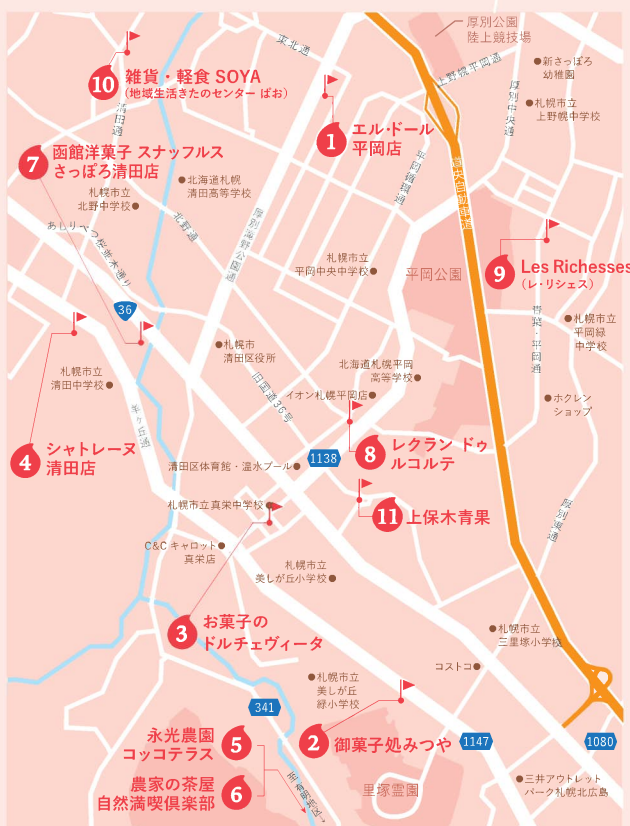 厚別公園
陸上競技場
東北通
上野幌平岡通
新さっぽろ
幼稚園
10 雑貨・軽食 SOYA
（地域生活きたのセンター ぱお）
清田通
厚別中央通
札幌市立
上野幌中学校
1 エル・ドール
平岡店
7 函館洋菓子 スナッフルス
さっぽろ清田店
平岡循環通
道央自動車道
北海道札幌
清田高等学校
札幌市立
北野中学校
北野通
あしりべつ桜並木通り
厚別滝野公園通
札幌市立
平岡中央中学校
平岡公園
9 Les Richesses
（レ・リシェス）
36
札幌市立
平岡緑
中学校
札幌市
清田区役所
北海道札幌平岡
高等学校
札幌市立
清田中学校
旧国道36号
イオン札幌平岡店
ホクレン
ショップ
羊ケ丘通
4 シャトレーヌ
清田店
8 レクラン ドゥ
ルコルテ
1138
清田区体育館・温水プール
札幌市立真栄中学校
11 上保木青果
C&C キャロット
真栄店
札幌市立
美しが丘小学校
3 お菓子の
ドルチェヴィータ
札幌市立
三里塚小学校
コストコ
札幌市立
美しが丘
緑小学校
341
5 永光農園
コッコテラス
2 御菓子処みつや
1147
1080
6 農家の茶屋
自然満喫倶楽部
至有明地区
里塚霊園
三井アウトレット
パーク札幌北広島